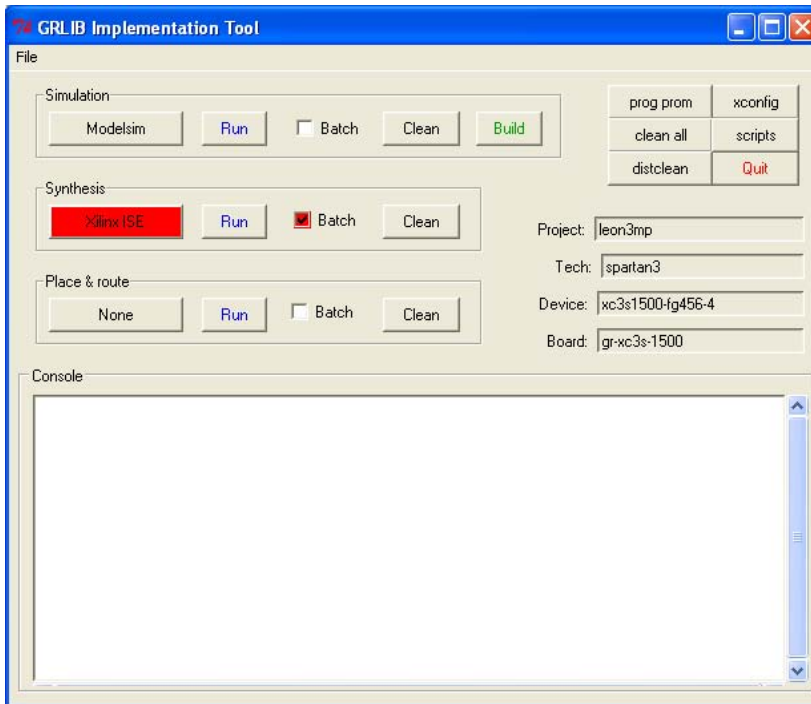 GRLIB Implementation Tool
File
Simulation
Modelsim Run Batch Clean Build
prog prom xconfig
clean all scripts
distclean Quit
Synthesis
Xilinx ISE Run Batch Clean
Place & route
None Run Batch Clean
Project: leon3mp
Tech: spartan3
Device: xc3s1500-fg456-4
Board: gr-xc3s-1500
Console